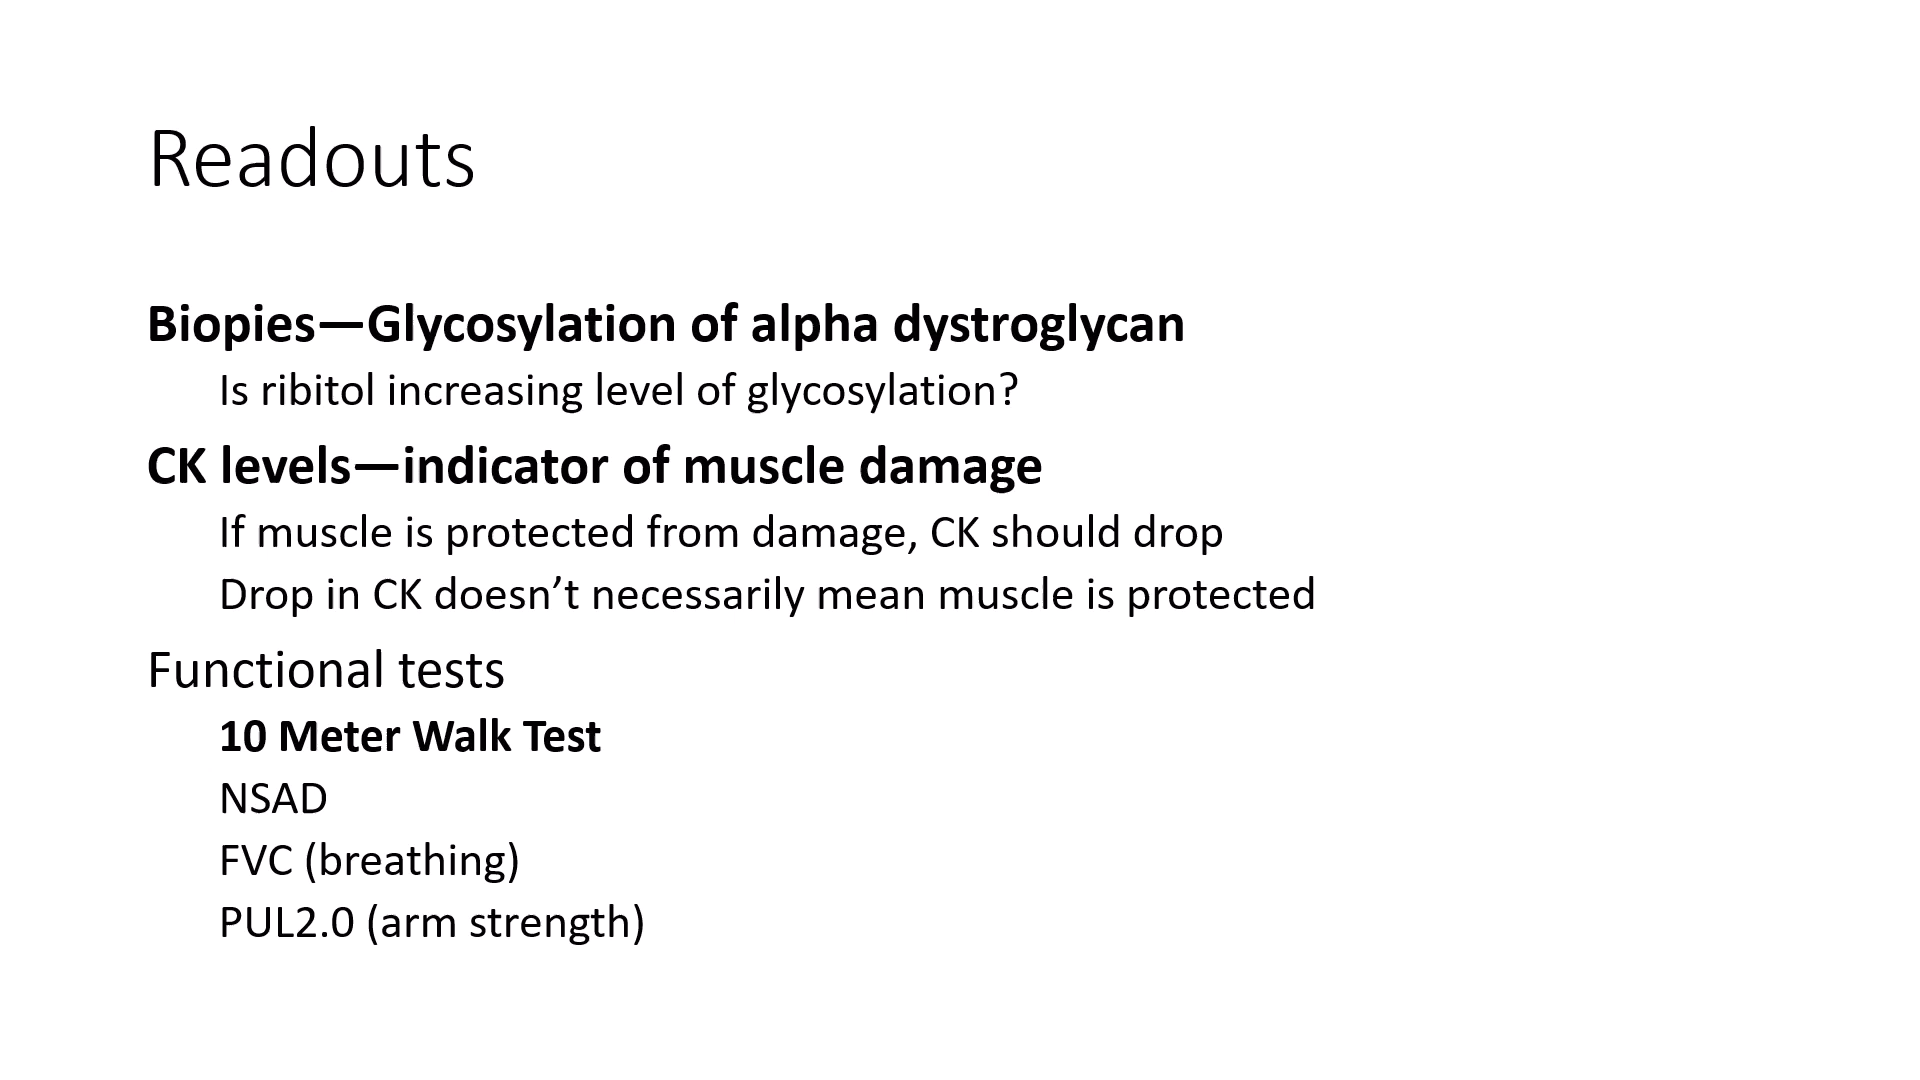 Readouts
Biopies—Glycosylation of alpha dystroglycan
Is ribitol increasing level of glycosylation?
CK levels—indicator of muscle damage
If muscle is protected from damage, CK should drop
Drop in CK doesn’t necessarily mean muscle is protected
Functional tests
10 Meter Walk Test
NSAD
FVC (breathing)
PUL2.0 (arm strength)